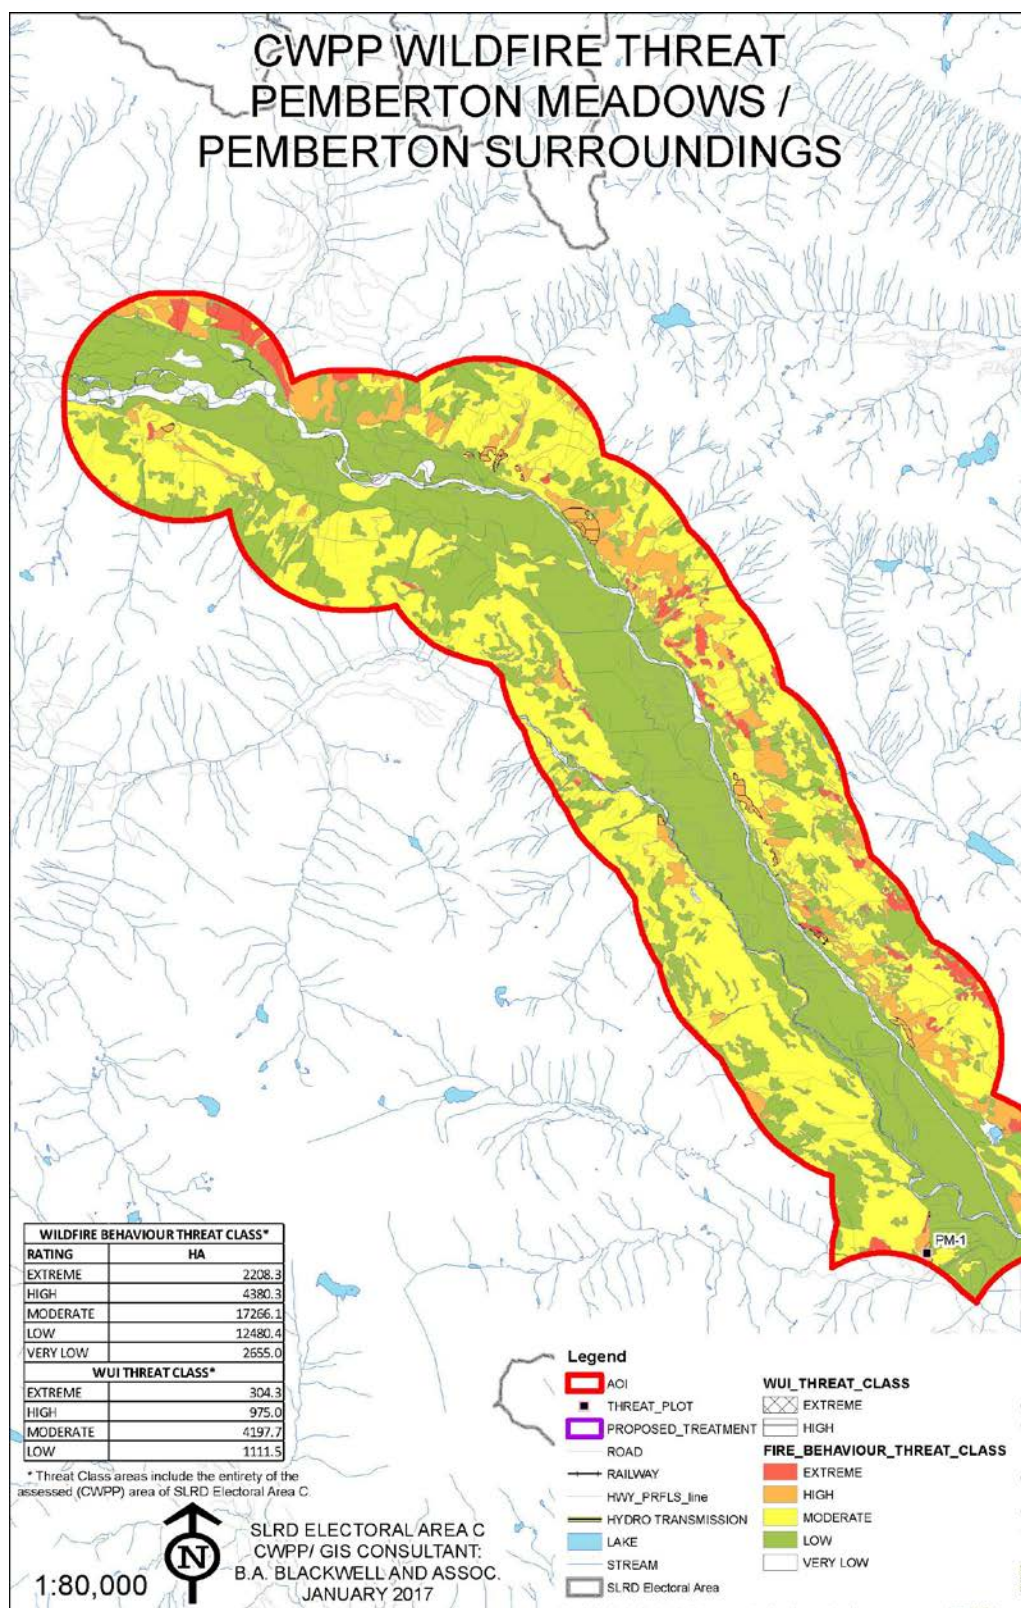 CWPP WILDFIRE THREAT
PEMBERTON MEADOWS /
PEMBERTON SURROUNDINGS
PM-1
WILDFIRE BEHAVIOUR THREAT CLASS*
RATING HA
EXTREME 2208.3
HIGH 4380.3
MODERATE 17266.1
LOW 12480.4
VERY LOW 2655.0
WUI THREAT CLASS*
EXTREME 304.3
HIGH 975.0
MODERATE 4197.7
LOW 1111.5
* Threat Class areas include the entirety of the
assessed (CWPP) area of SLRD Electoral Area C.
1:80,000
N
SLRD ELECTORAL AREA C
CWPP/ GIS CONSULTANT:
B.A. BLACKWELL AND ASSOC.
JANUARY 2017
Legend
AOI
THREAT_PLOT
PROPOSED_TREATMENT
ROAD
RAILWAY
HWY_PRFLS_line
HYDRO TRANSMISSION
LAKE
STREAM
SLRD Electoral Area
WUI_THREAT_CLASS
EXTREME
HIGH
FIRE_BEHAVIOUR_THREAT_CLASS
EXTREME
HIGH
MODERATE
LOW
VERY LOW